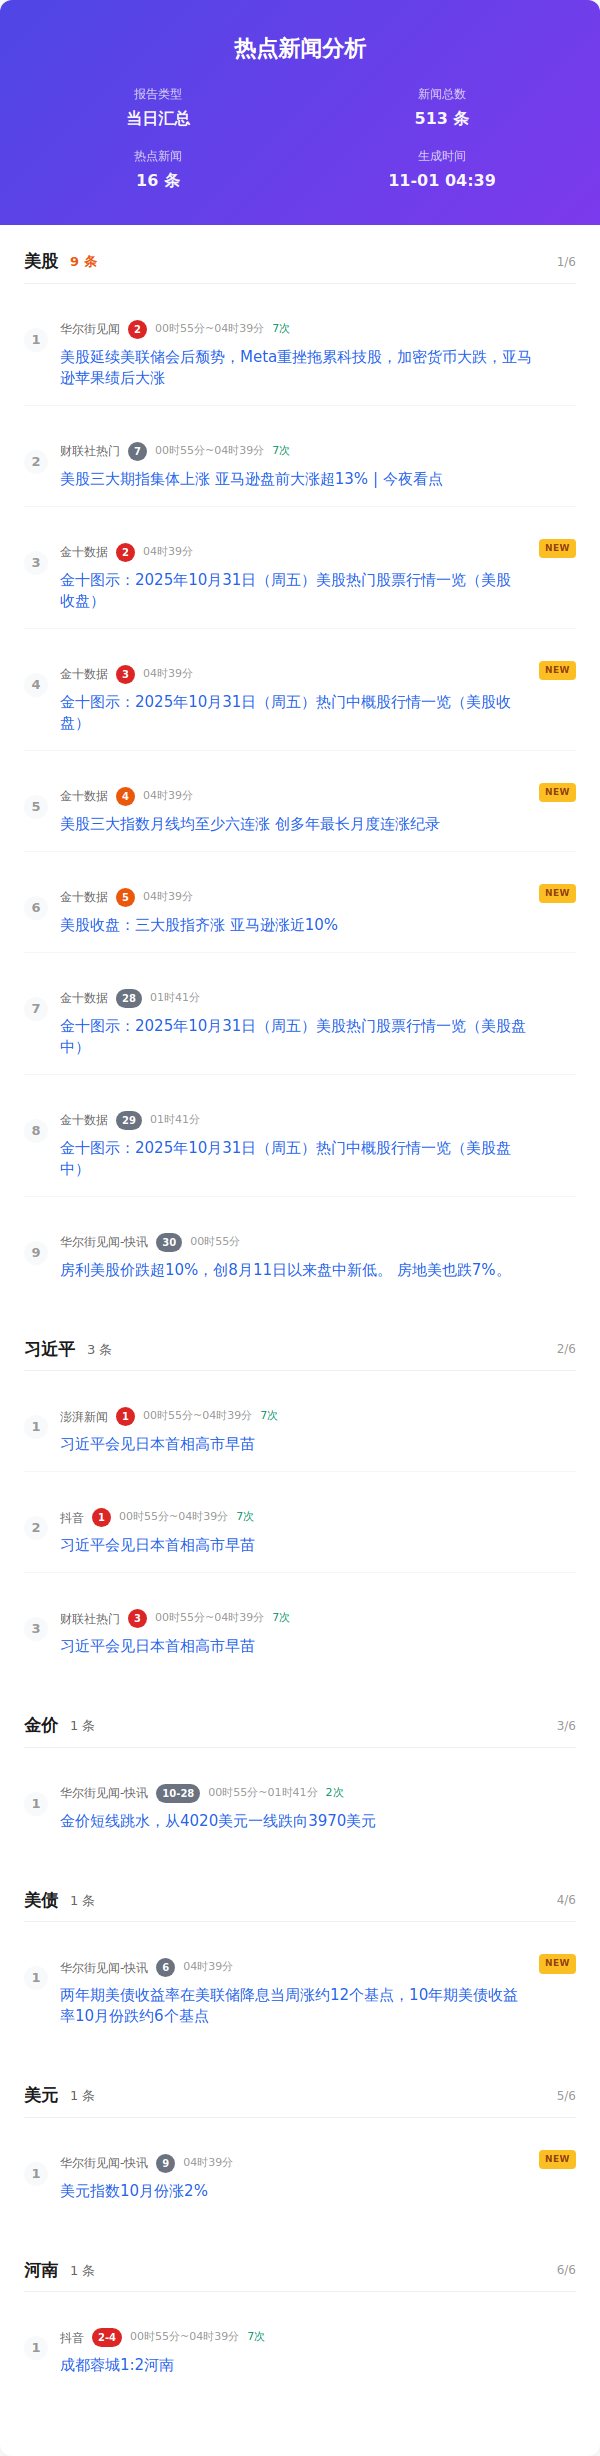 热点新闻分析
报告类型
当日汇总
新闻总数
513 条
热点新闻
16 条
生成时间
11-01 04:39
美股 9 条 1/6
1 华尔街见闻 2 00时55分~04时39分 7次
美股延续美联储会后颓势，Meta重挫拖累科技股，加密货币大跌，亚马
逊苹果绩后大涨
2 财联社热门 7 00时55分~04时39分 7次
美股三大期指集体上涨 亚马逊盘前大涨超13% | 今夜看点
3 金十数据 2 04时39分 NEW
金十图示：2025年10月31日（周五）美股热门股票行情一览（美股
收盘）
4 金十数据 3 04时39分 NEW
金十图示：2025年10月31日（周五）热门中概股行情一览（美股收
盘）
5 金十数据 4 04时39分 NEW
美股三大指数月线均至少六连涨 创多年最长月度连涨纪录
6 金十数据 5 04时39分 NEW
美股收盘：三大股指齐涨 亚马逊涨近10%
7 金十数据 28 01时41分
金十图示：2025年10月31日（周五）美股热门股票行情一览（美股盘
中）
8 金十数据 29 01时41分
金十图示：2025年10月31日（周五）热门中概股行情一览（美股盘
中）
9 华尔街见闻-快讯 30 00时55分
房利美股价跌超10%，创8月11日以来盘中新低。 房地美也跌7%。
习近平 3 条 2/6
1 澎湃新闻 1 00时55分~04时39分 7次
习近平会见日本首相高市早苗
2 抖音 1 00时55分~04时39分 7次
习近平会见日本首相高市早苗
3 财联社热门 3 00时55分~04时39分 7次
习近平会见日本首相高市早苗
金价 1 条 3/6
1 华尔街见闻-快讯 10-28 00时55分~01时41分 2次
金价短线跳水，从4020美元一线跌向3970美元
美债 1 条 4/6
1 华尔街见闻-快讯 6 04时39分 NEW
两年期美债收益率在美联储降息当周涨约12个基点，10年期美债收益
率10月份跌约6个基点
美元 1 条 5/6
1 华尔街见闻-快讯 9 04时39分 NEW
美元指数10月份涨2%
河南 1 条 6/6
1 抖音 2-4 00时55分~04时39分 7次
成都蓉城1:2河南